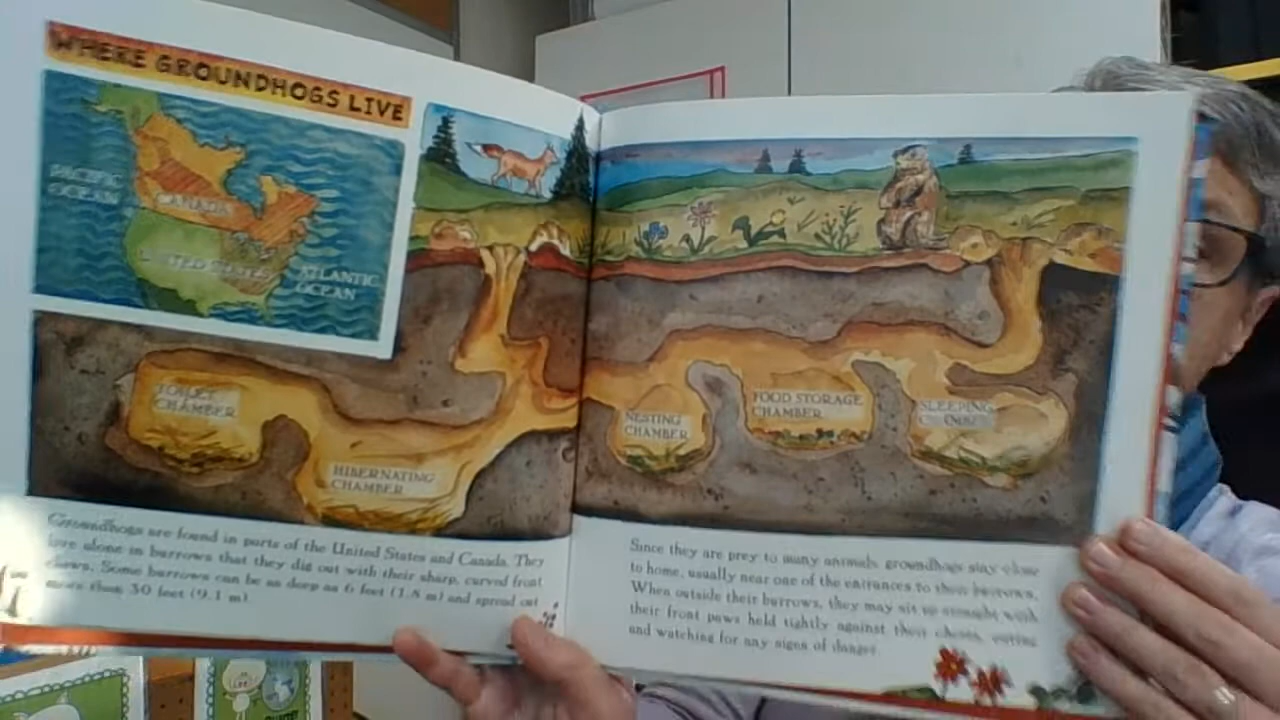 WHERE GROUNDHOGS LIVE
PACIFIC
OCEAN
CANADA
UNITED STATES
ATLANTIC
OCEAN
TOILET
CHAMBER
HIBERNATING
CHAMBER
NESTING
CHAMBER
FOOD STORAGE
CHAMBER
SLEEPING
CHAMBER
Groundhogs are found in parts of the United States and Canada. They
live alone in burrows that they dig out with their sharp, curved front
claws. Some burrows can be as deep as 6 feet (1.8 m) and spread out
more than 30 feet (9.1 m).
Since they are prey to many animals, groundhogs stay close
to home, usually near one of the entrances to their burrows.
When outside their burrows, they may sit up straight with
their front paws held tightly against their chests, eating
and watching for any signs of danger.